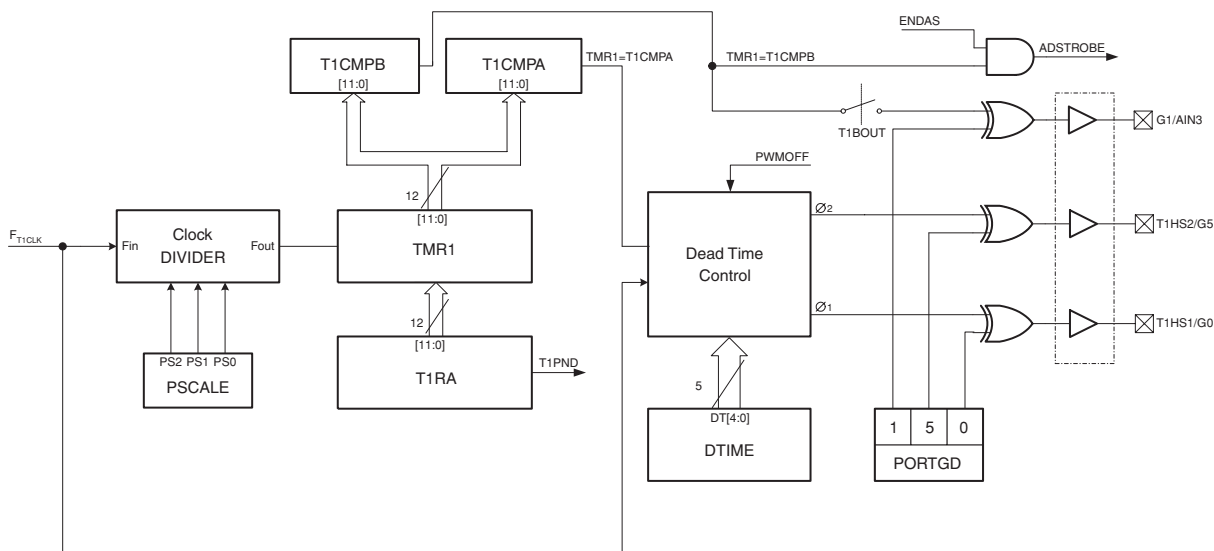 ENDAS
ADSTROBE
T1CMPB
[11:0]
T1CMPA
[11:0]
TMR1=T1CMPA
TMR1=T1CMPB
T1BOUT
G1/AIN3
PWMOFF
12
[11:0]
TMR1
FT1CLK
Fin
Clock
DIVIDER
Fout
Dead Time
Control
Ø2
Ø1
T1HS2/G5
T1HS1/G0
12
[11:0]
T1RA
T1PND
PS2 PS1 PS0
PSCALE
5
DT[4:0]
DTIME
1 5 0
PORTGD